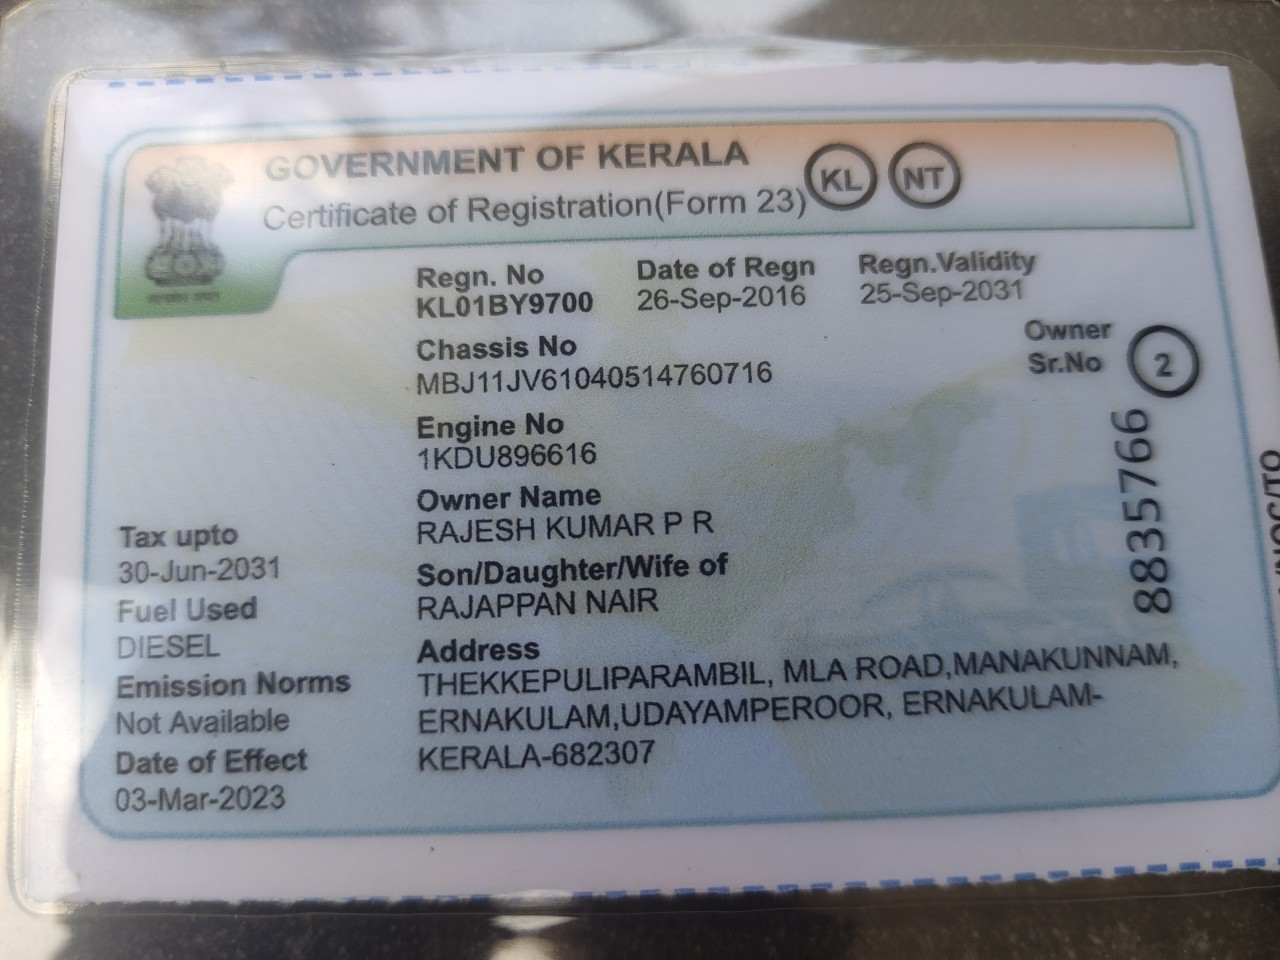 GOVERNMENT OF KERALA
Certificate of Registration(Form 23)
KL
NT
Regn. No
KL01BY9700
Date of Regn
26-Sep-2016
Regn.Validity
25-Sep-2031
Chassis No
MBJ11JV61040514760716
Owner
Sr.No
2
Engine No
1KDU896616
Owner Name
RAJESH KUMAR P R
Son/Daughter/Wife of
RAJAPPAN NAIR
Address
THEKKEPULIPARAMBIL, MLA ROAD,MANAKUNNAM,
ERNAKULAM,UDAYAMPEROOR, ERNAKULAM-
KERALA-682307
Tax upto
30-Jun-2031
Fuel Used
DIESEL
Emission Norms
Not Available
Date of Effect
03-Mar-2023
8835766